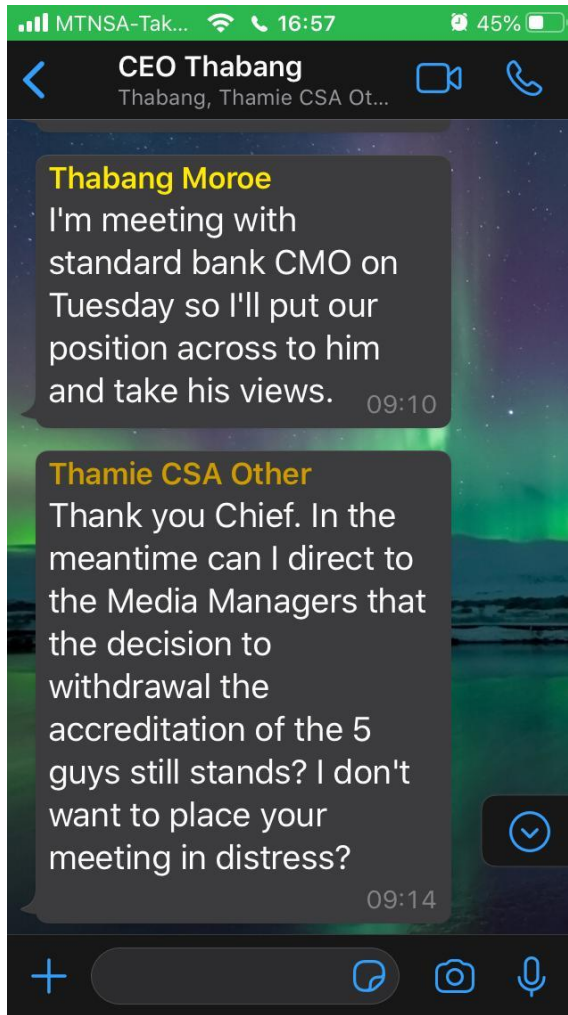 MTNSA-Tak... 16:57 45%
CEO Thabang
Thabang, Thamie CSA Ot...
Thabang Moroe
I'm meeting with
standard bank CMO on
Tuesday so I'll put our
position across to him
and take his views. 09:10
Thamie CSA Other
Thank you Chief. In the
meantime can I direct to
the Media Managers that
the decision to
withdrawal the
accreditation of the 5
guys still stands? I don't
want to place your
meeting in distress?
09:14